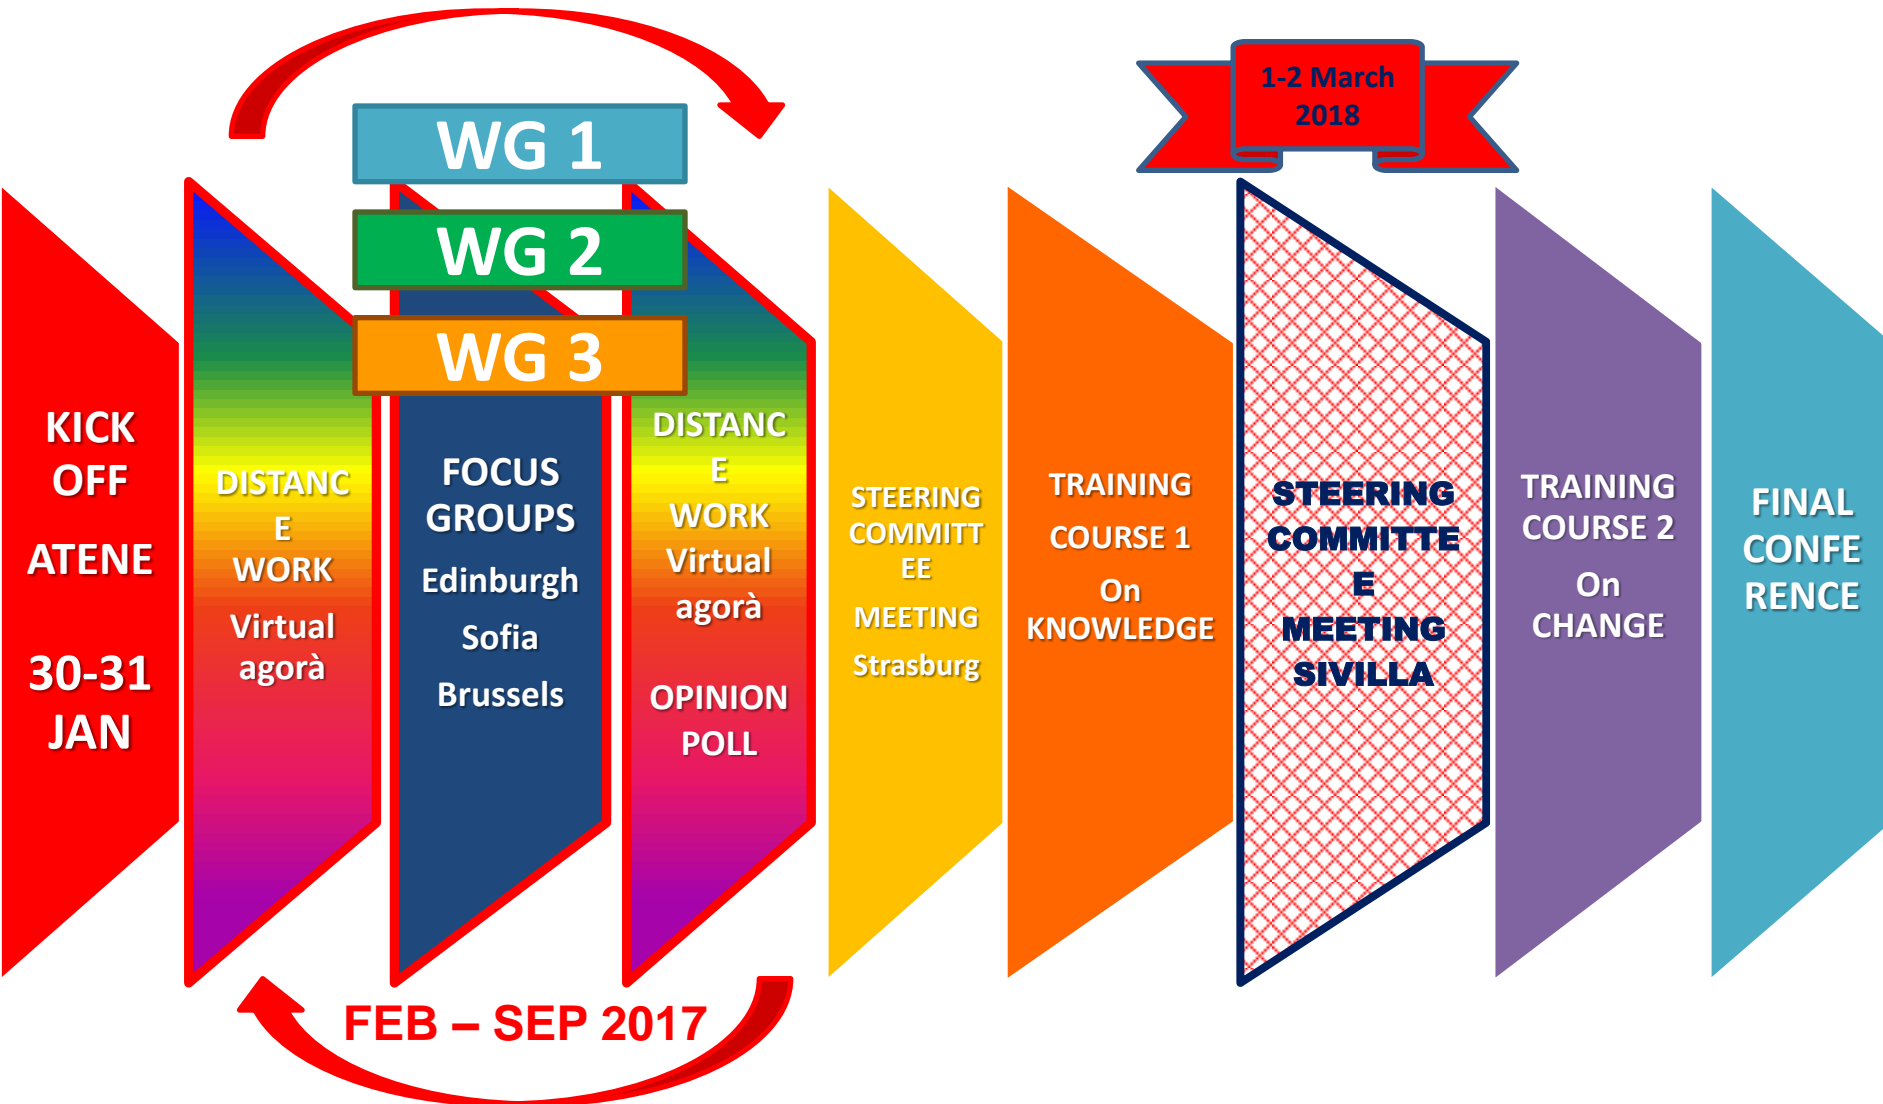 1-2 March
2018
WG 1
WG 2
WG 3
KICK
OFF
ATENE
30-31
JAN
DISTANC
E
WORK
Virtual
agorà
FOCUS
GROUPS
Edinburgh
Sofia
Brussels
DISTANC
E
WORK
Virtual
agorà
OPINION
POLL
STEERING
COMMITT
EE
MEETING
Strasburg
TRAINING
COURSE 1
On
KNOWLEDGE
STEERING
COMMITTE
E
MEETING
SIVILLA
TRAINING
COURSE 2
On
CHANGE
FINAL
CONFE
RENCE
FEB – SEP 2017